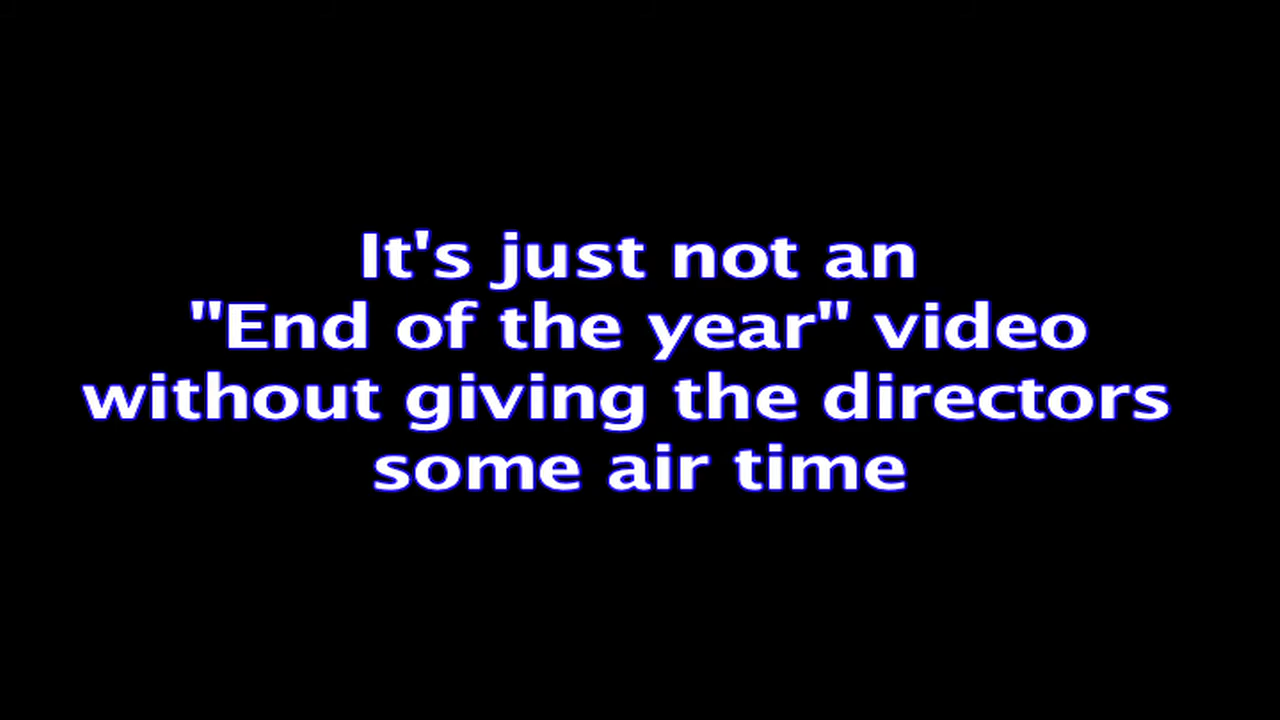 It's just not an
"End of the year" video
without giving the directors
some air time